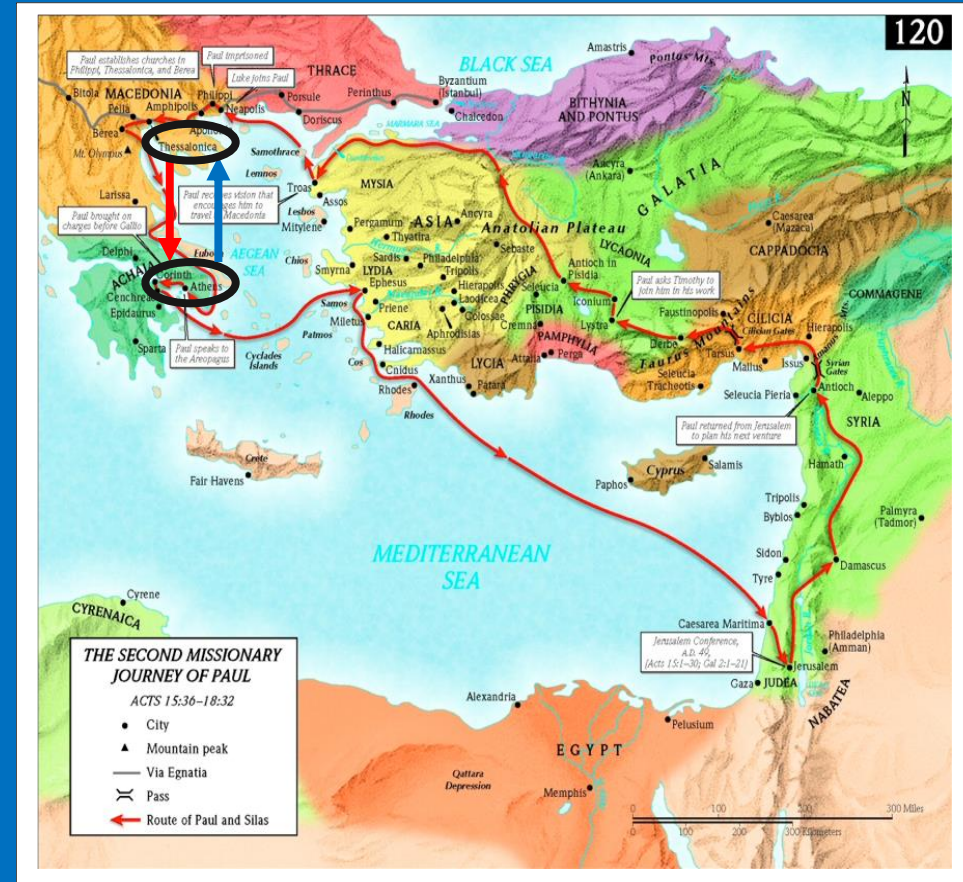 120
Paul establishes churches in
Philippi, Thessalonica, and Berea
Paul imprisoned
Luke joins Paul
THRACE
BLACK SEA
Amastris
Pontus Mts.
Bitola
MACEDONIA
Philippi
Pella
Amphipolis
Neapolis
Porsule
Perinthus
Byzantium
(Istanbul)
Chalcedon
BITHYNIA
AND PONTUS
Doriscus
MARMARA SEA
Berea
Thessalonica
Mt. Olympus
Samothrace
Ancyra
(Ankara)
GALATIA
Lemnos
Troas
MYSIA
Assos
Larissa
Paul receives vision that
encourages him to
travel to Macedonia
Lesbos
Mitylene
Pergamum
ASIA
Ancyra
Anatolian Plateau
Caesarea
(Mazaca)
Thyatira
CAPPADOCIA
Paul brought on
charges before Gallio
AEGEAN
SEA
Sebaste
LYCAONIA
Delphi
Chios
Smyrna
Sardis
Philadelphia
Antioch in
Pisidia
LYDIA
Tripolis
PHRYGIA
Paul asks Timothy to
join him in his work
COMMAGENE
ACHAIA
Corinth
Athens
Ephesus
Hierapolis
Seleucia
Iconium
Cenchreae
Samos
Laodicea
PISIDIA
Faustinopolis
CILICIA
Epidaurus
Priene
Colossae
Lystra
Cilician Gates
Hierapolis
Miletus
Patmos
CARIA
Aphrodisias
Cremna
Derbe
Taurus Mountains
Tarsus
PAMPHYLIA
Sparta
Paul speaks to
the Areopagus
Cyclades
Islands
Halicarnassus
Attalia
Perga
Mallus
Issus
Syrian
Gates
Cos
Cnidus
LYCIA
Seleucia
Tracheotis
Rhodes
Xanthus
Patara
Seleucia Pieria
Antioch
Aleppo
Rhodes
SYRIA
Paul returned from Jerusalem
to plan his next venture
Crete
Fair Havens
Cyprus
Salamis
Hamath
Paphos
Tripolis
Byblos
Palmyra
(Tadmor)
MEDITERRANEAN
SEA
Sidon
Tyre
Damascus
Cyrene
CYRENAICA
Caesarea Maritima
Jerusalem Conference,
A.D. 49,
(Acts 15:1–30; Gal 2:1–21)
Philadelphia
(Amman)
Jerusalem
Gaza
JUDEA
NABATEA
THE SECOND MISSIONARY
JOURNEY OF PAUL
ACTS 15:36–18:32
City
Mountain peak
Via Egnatia
Pass
Route of Paul and Silas
Alexandria
Pelusium
EGYPT
Qattara
Depression
Memphis
0 100 200 300 Miles
0 100 200 300 Kilometers
N